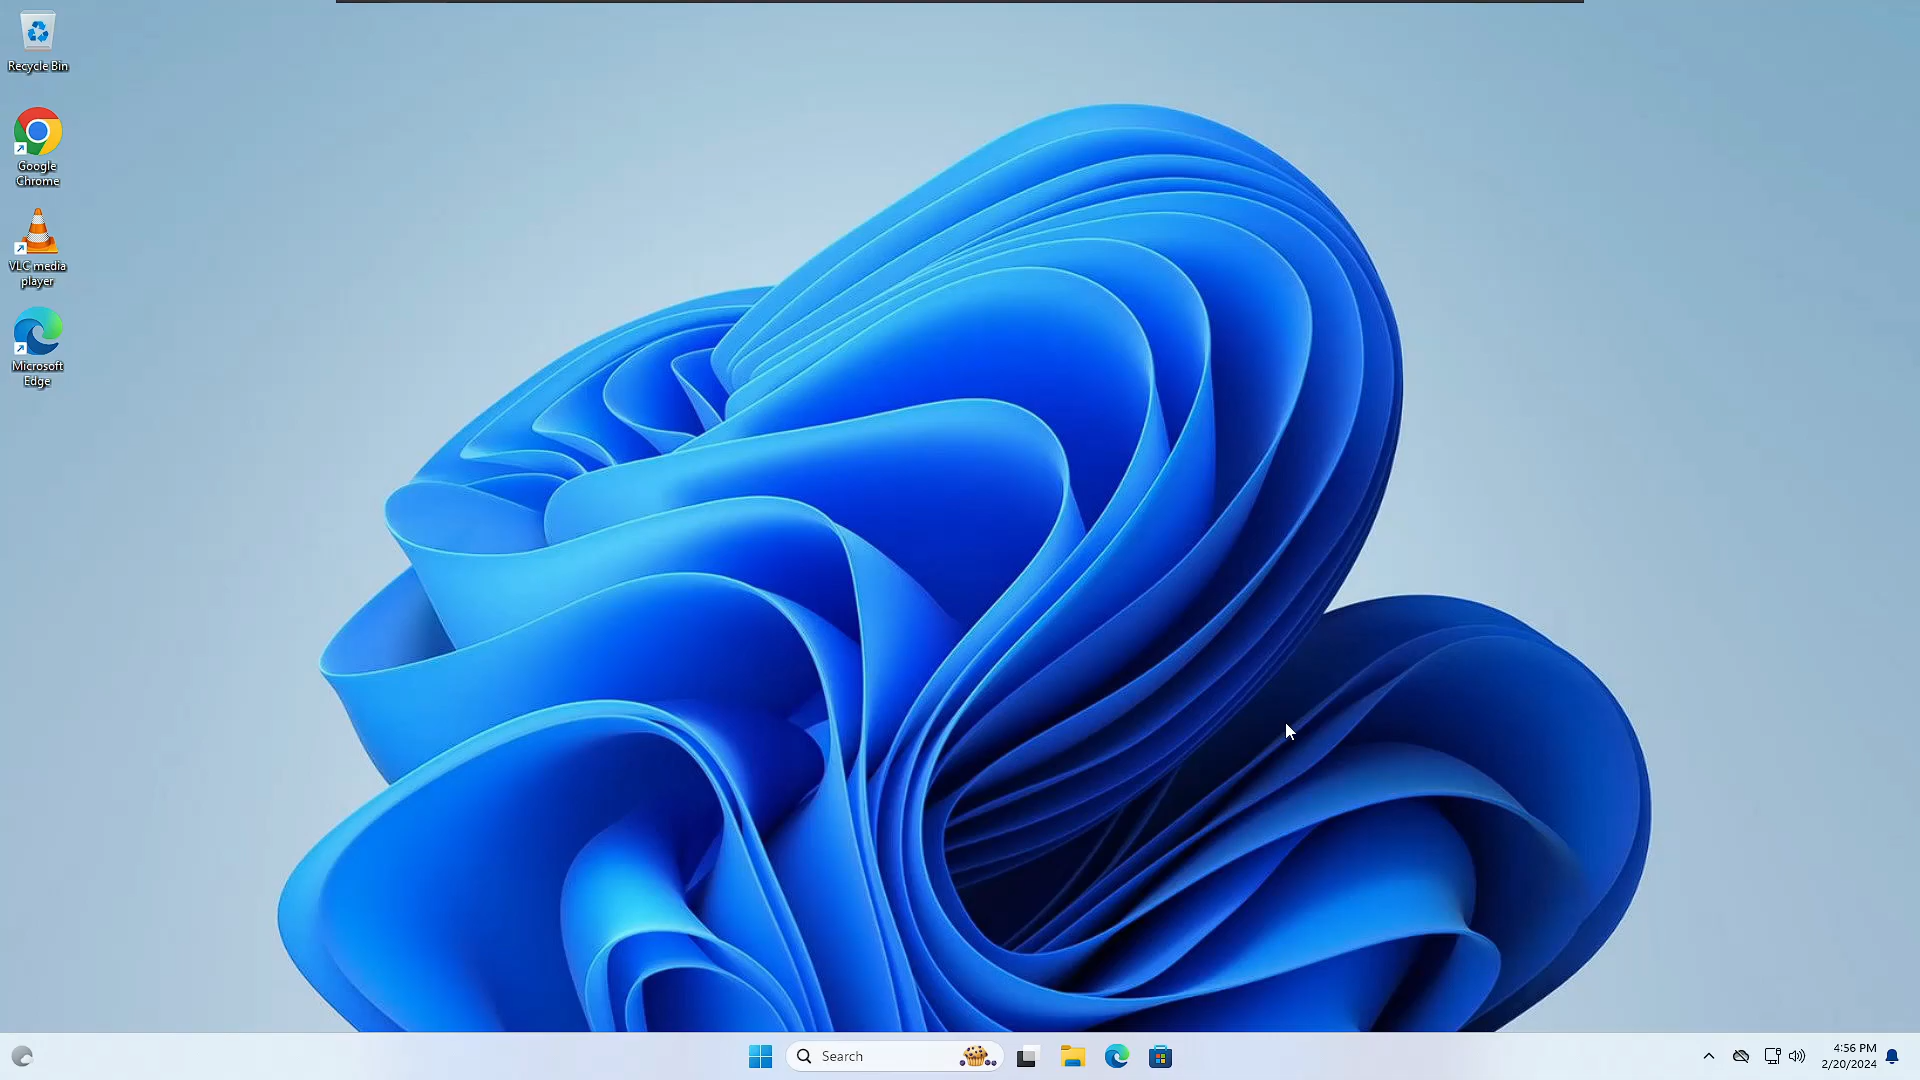 Recycle Bin
Google
Chrome
VLC media
player
Microsoft
Edge
Search
4:56 PM
2/20/2024